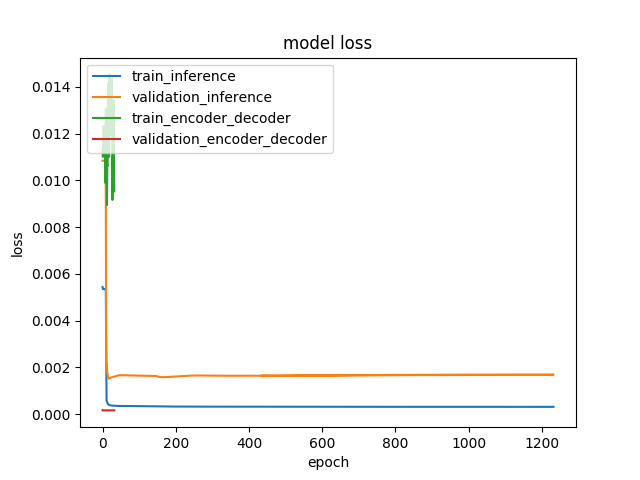 model loss
train_inference
validation_inference
train_encoder_decoder
validation_encoder_decoder
0.014
0.012
0.010
0.008
0.006
0.004
0.002
0.000
loss
0 200 400 600 800 1000 1200
epoch